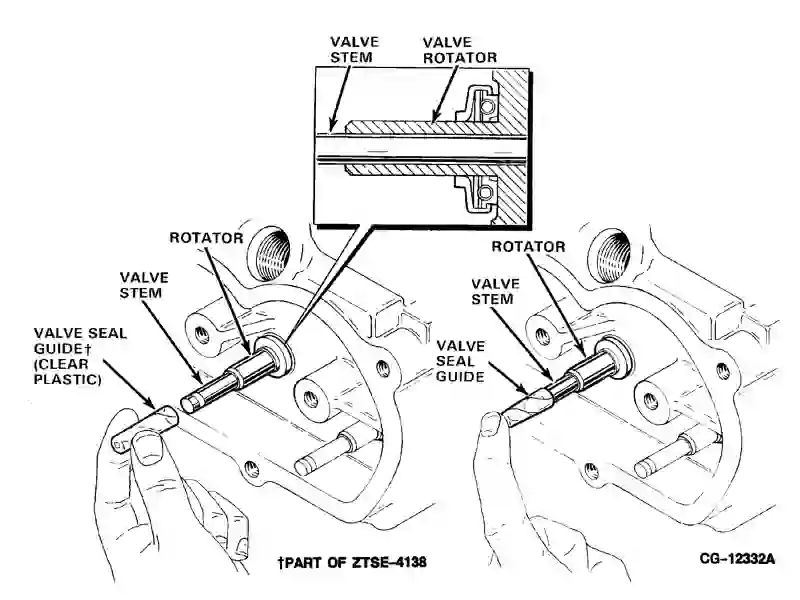 VALVE
STEM
VALVE
ROTATOR
ROTATOR
VALVE
STEM
VALVE SEAL
GUIDE†
(CLEAR
PLASTIC)
ROTATOR
VALVE
STEM
VALVE
SEAL
GUIDE
†PART OF ZTSE–4138
CG–12332A